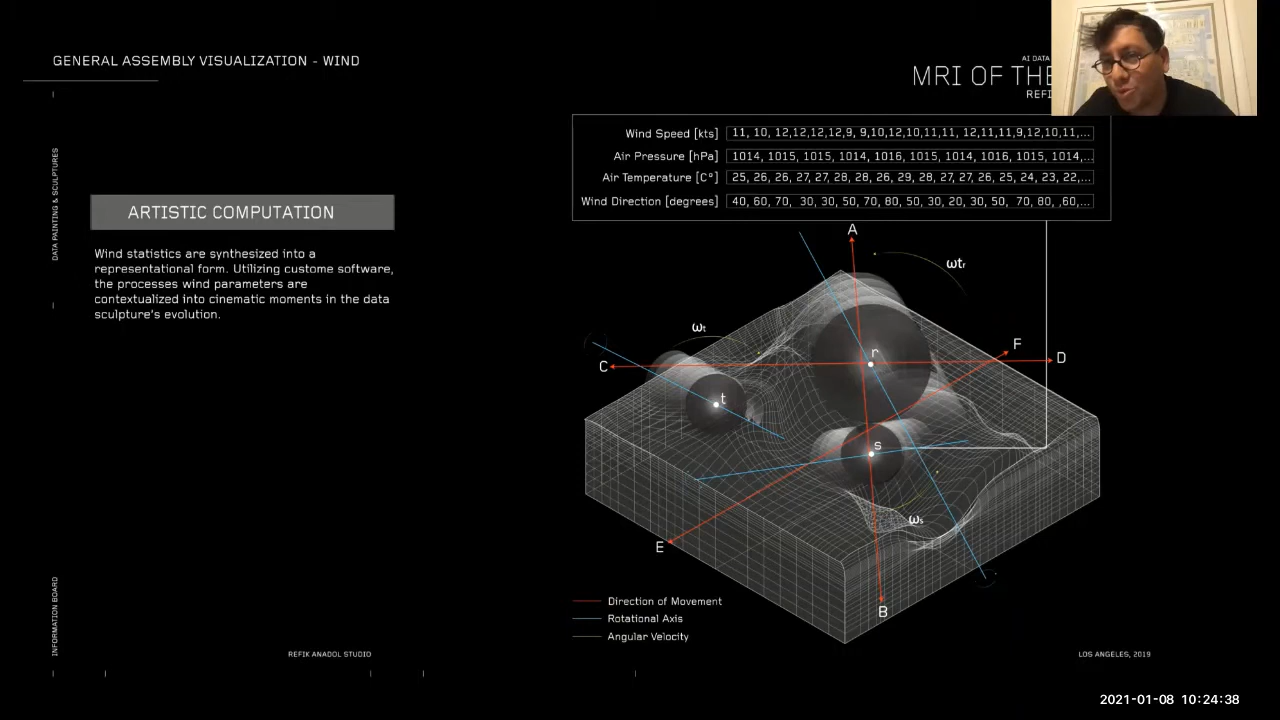 GENERAL ASSEMBLY VISUALIZATION - WIND
AI DATA
MRI OF THE
DATA PAINTING & SCULPTURES
ARTISTIC COMPUTATION
Wind statistics are synthesized into a
representational form. Utilizing custome software,
the processes wind parameters are
contextualized into cinematic moments in the data
sculpture's evolution.
Wind Speed [kts] 11, 10, 12,12,12,12,9, 9,10,12,10,11,11, 12,11,11,9,12,10,11,...
Air Pressure [hPa] 1014, 1015, 1015, 1014, 1016, 1015, 1014, 1016, 1015, 1014,...
Air Temperature [C°] 25, 26, 26, 27, 27, 28, 28, 26, 29, 28, 27, 27, 26, 25, 24, 23, 22,...
Wind Direction [degrees] 40, 60, 70, 30, 30, 50, 70, 80, 50, 30, 20, 30, 50, 70, 80, ,60,...
A
ωtr
ωt
F
r
C
D
t
s
ωs
E
B
Direction of Movement
Rotational Axis
Angular Velocity
INFORMATION BOARD
REFIK ANADOL STUDIO
LOS ANGELES, 2019
2021-01-08 10:24:38